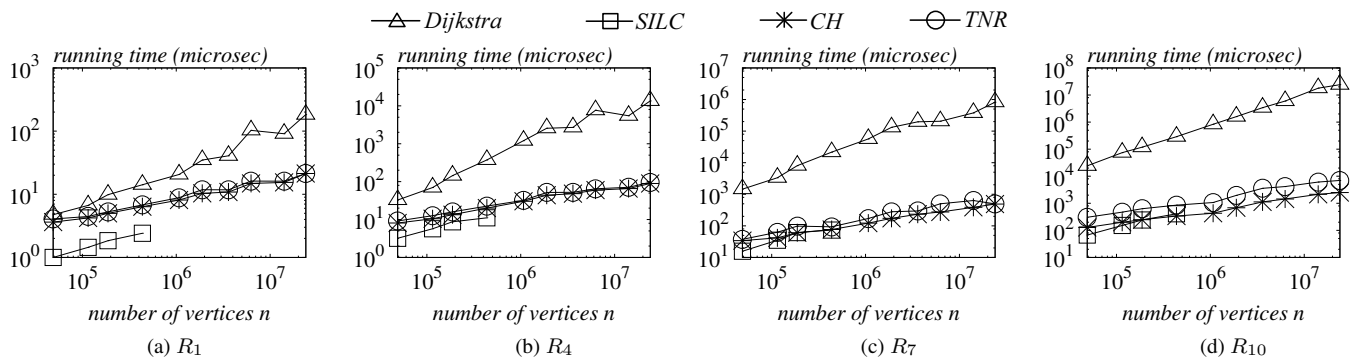 Dijkstra SILC CH TNR
running time (microsec)
10^3
10^2
10^1
10^0
10^5 10^6 10^7
number of vertices n
(a) R_1
running time (microsec)
10^5
10^4
10^3
10^2
10^1
10^0
10^5 10^6 10^7
number of vertices n
(b) R_4
running time (microsec)
10^7
10^6
10^5
10^4
10^3
10^2
10^1
10^5 10^6 10^7
number of vertices n
(c) R_7
running time (microsec)
10^8
10^7
10^6
10^5
10^4
10^3
10^2
10^1
10^5 10^6 10^7
number of vertices n
(d) R_10